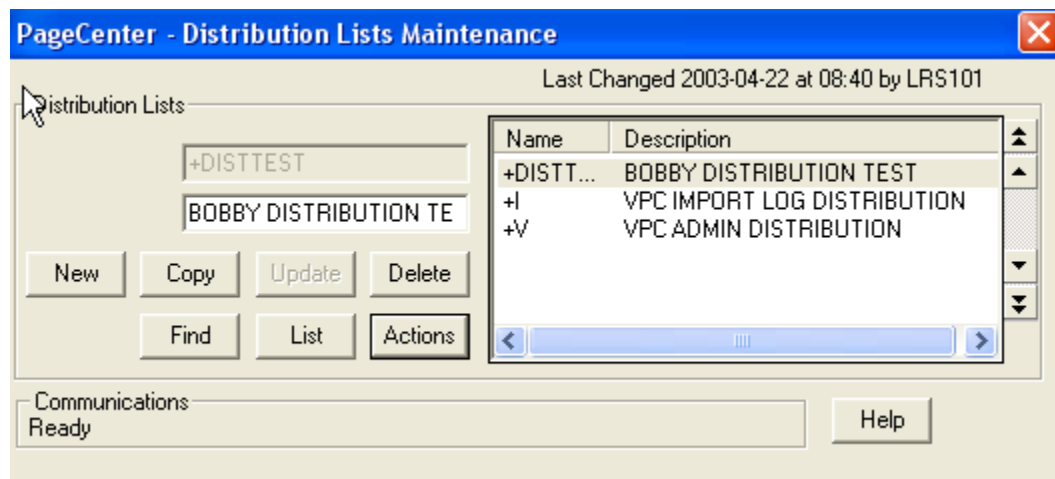 PageCenter - Distribution Lists Maintenance
Last Changed 2003-04-22 at 08:40 by LRS101
Distribution Lists
+DISTTEST
BOBBY DISTRIBUTION TE
New Copy Update Delete
Find List Actions
Name Description
+DISTT... BOBBY DISTRIBUTION TEST
+I VPC IMPORT LOG DISTRIBUTION
+V VPC ADMIN DISTRIBUTION
Communications
Ready
Help